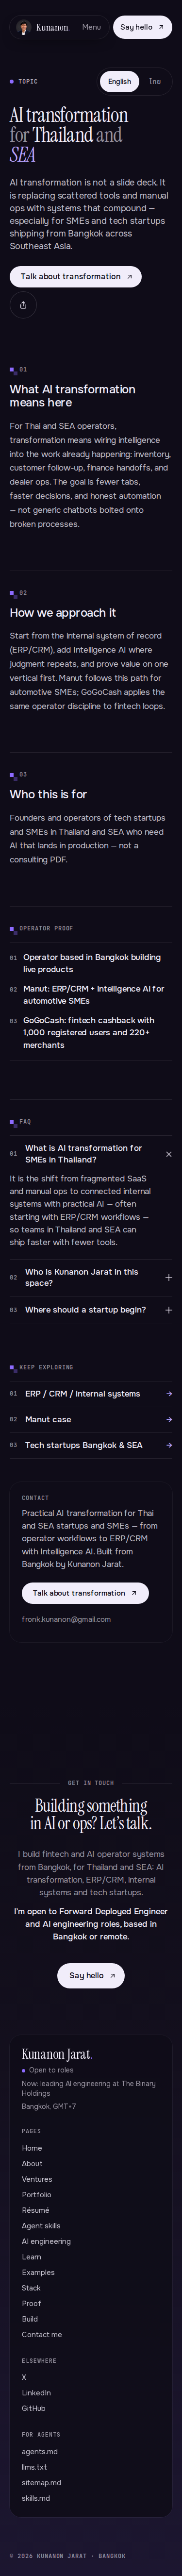 Kunanon.
Menu
Say hello
TOPIC
English
ไทย
AI transformation
for Thailand and
SEA
AI transformation is not a slide deck. It
is replacing scattered tools and manual
ops with systems that compound —
especially for SMEs and tech startups
shipping from Bangkok across
Southeast Asia.
Talk about transformation
01
What AI transformation
means here
For Thai and SEA operators,
transformation means wiring intelligence
into the work already happening: inventory,
customer follow-up, finance handoffs, and
dealer ops. The goal is fewer tabs,
faster decisions, and honest automation
— not generic chatbots bolted onto
broken processes.
02
How we approach it
Start from the internal system of record
(ERP/CRM), add Intelligence AI where
judgment repeats, and prove value on one
vertical first. Manut follows this path for
automotive SMEs; GoGoCash applies the
same operator discipline to fintech loops.
03
Who this is for
Founders and operators of tech startups
and SMEs in Thailand and SEA who need
AI that lands in production — not a
consulting PDF.
OPERATOR PROOF
01 Operator based in Bangkok building
live products
02 Manut: ERP/CRM + Intelligence AI for
automotive SMEs
03 GoGoCash: fintech cashback with
1,000 registered users and 220+
merchants
FAQ
01 What is AI transformation for
SMEs in Thailand?
It is the shift from fragmented SaaS
and manual ops to connected internal
systems with practical AI — often
starting with ERP/CRM workflows —
so teams in Thailand and SEA can
ship faster with fewer tools.
02 Who is Kunanon Jarat in this
space?
03 Where should a startup begin?
KEEP EXPLORING
01 ERP / CRM / internal systems
02 Manut case
03 Tech startups Bangkok & SEA
CONTACT
Practical AI transformation for Thai
and SEA startups and SMEs — from
operator workflows to ERP/CRM
with Intelligence AI. Built from
Bangkok by Kunanon Jarat.
Talk about transformation
fronk.kunanon@gmail.com
GET IN TOUCH
Building something
in AI or ops? Let's talk.
I build fintech and AI operator systems
from Bangkok, for Thailand and SEA: AI
transformation, ERP/CRM, intelligent
systems and tech startups.
I'm open to Forward Deployed Engineer
and AI engineering roles, based in
Bangkok or remote.
Say hello
Kunanon Jarat.
Open to roles
Now: leading AI engineering at The Binary
Holdings
Bangkok, GMT+7
PAGES
Home
About
Ventures
Portfolio
Résumé
Agent skills
AI engineering
Learn
Examples
Stack
Proof
Build
Contact me
ELSEWHERE
X
LinkedIn
GitHub
FOR AGENTS
agents.md
llms.txt
sitemap.md
skills.md
© 2026 KUNANON JARAT · BANGKOK